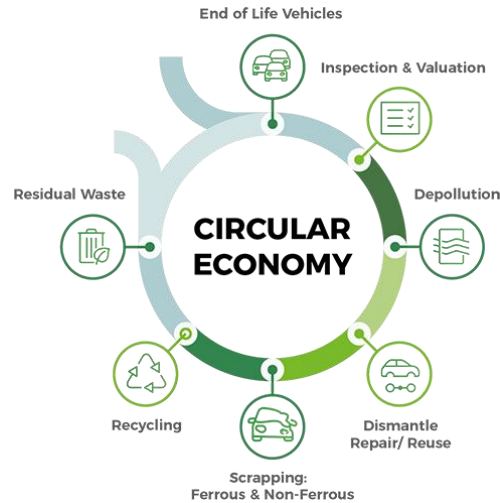 End of Life Vehicles
Inspection & Valuation
Depollution
Dismantle
Repair/ Reuse
Scrapping:
Ferrous & Non-Ferrous
Recycling
Residual Waste
CIRCULAR
ECONOMY